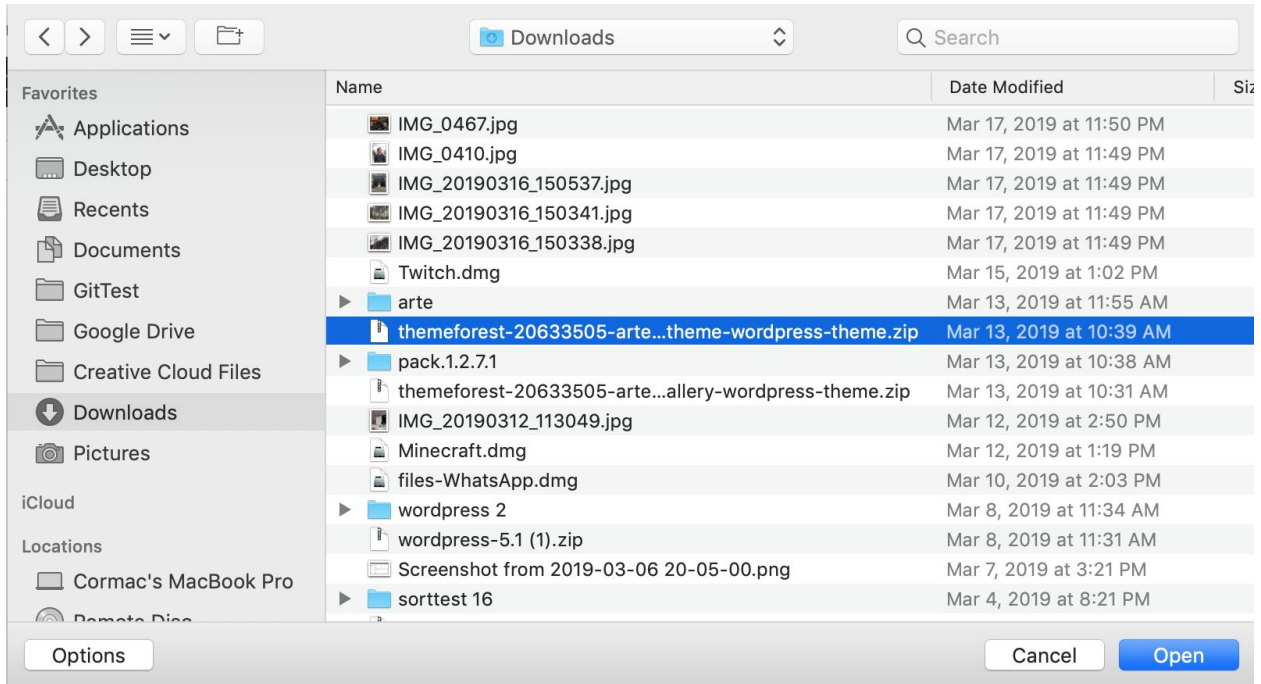 Downloads
Search
Favorites
Applications
Desktop
Recents
Documents
GitTest
Google Drive
Creative Cloud Files
Downloads
Pictures
iCloud
Locations
Cormac's MacBook Pro
Remote Disc
Name Date Modified
IMG_0467.jpg Mar 17, 2019 at 11:50 PM
IMG_0410.jpg Mar 17, 2019 at 11:49 PM
IMG_20190316_150537.jpg Mar 17, 2019 at 11:49 PM
IMG_20190316_150341.jpg Mar 17, 2019 at 11:49 PM
IMG_20190316_150338.jpg Mar 17, 2019 at 11:49 PM
Twitch.dmg Mar 15, 2019 at 1:02 PM
arte Mar 13, 2019 at 11:55 AM
themeforest-20633505-arte...theme-wordpress-theme.zip Mar 13, 2019 at 10:39 AM
pack.1.2.7.1 Mar 13, 2019 at 10:38 AM
themeforest-20633505-arte...allery-wordpress-theme.zip Mar 13, 2019 at 10:31 AM
IMG_20190312_113049.jpg Mar 12, 2019 at 2:50 PM
Minecraft.dmg Mar 12, 2019 at 1:19 PM
files-WhatsApp.dmg Mar 10, 2019 at 2:03 PM
wordpress 2 Mar 8, 2019 at 11:34 AM
wordpress-5.1 (1).zip Mar 8, 2019 at 11:31 AM
Screenshot from 2019-03-06 20-05-00.png Mar 7, 2019 at 3:21 PM
sorttest 16 Mar 4, 2019 at 8:21 PM
Options Cancel Open